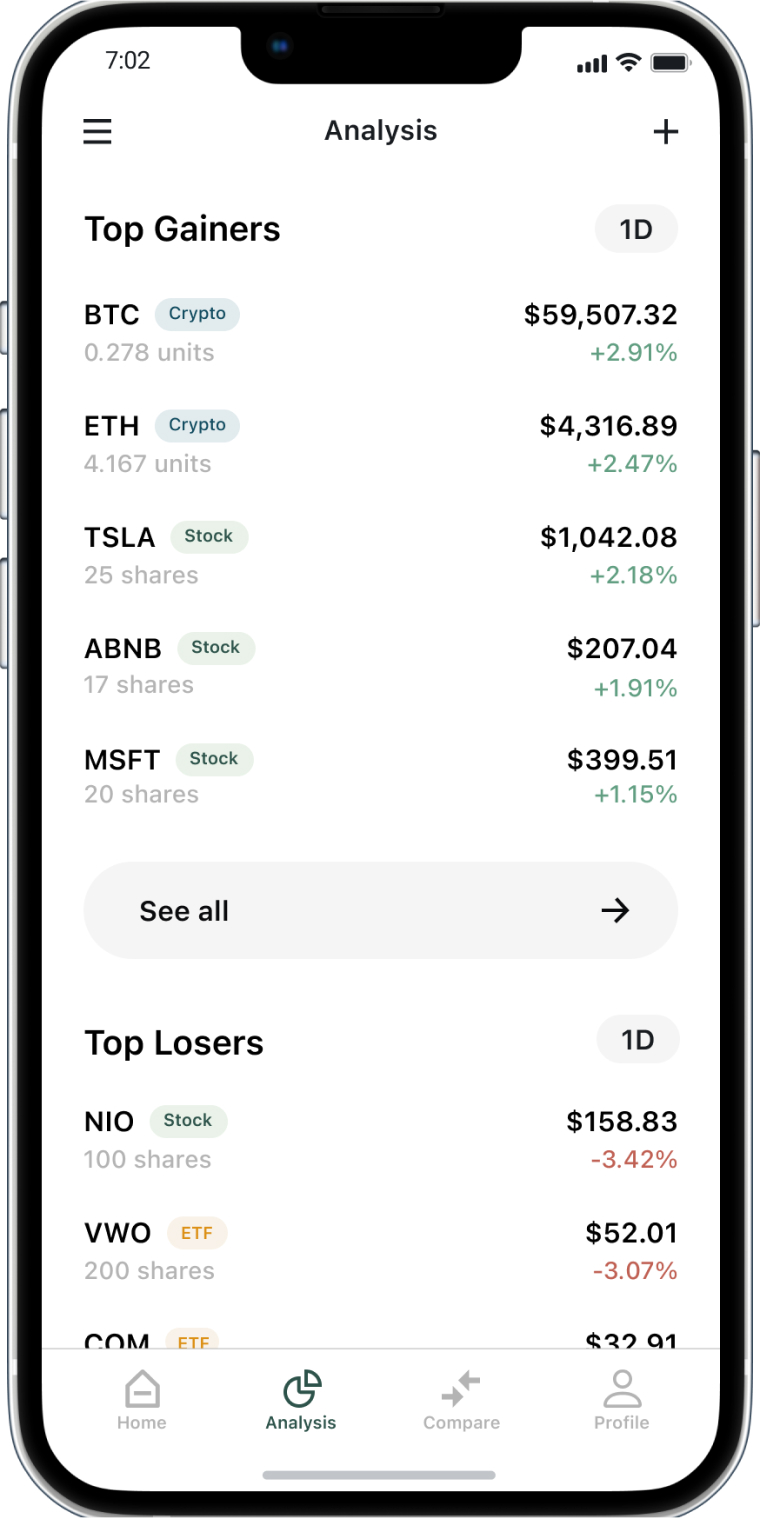 7:02
Analysis
Top Gainers 1D
BTC Crypto $59,507.32
0.278 units +2.91%
ETH Crypto $4,316.89
4.167 units +2.47%
TSLA Stock $1,042.08
25 shares +2.18%
ABNB Stock $207.04
17 shares +1.91%
MSFT Stock $399.51
20 shares +1.15%
See all
Top Losers 1D
NIO Stock $158.83
100 shares -3.42%
VWO ETF $52.01
200 shares -3.07%
COM ETF $32.91
Home Analysis Compare Profile